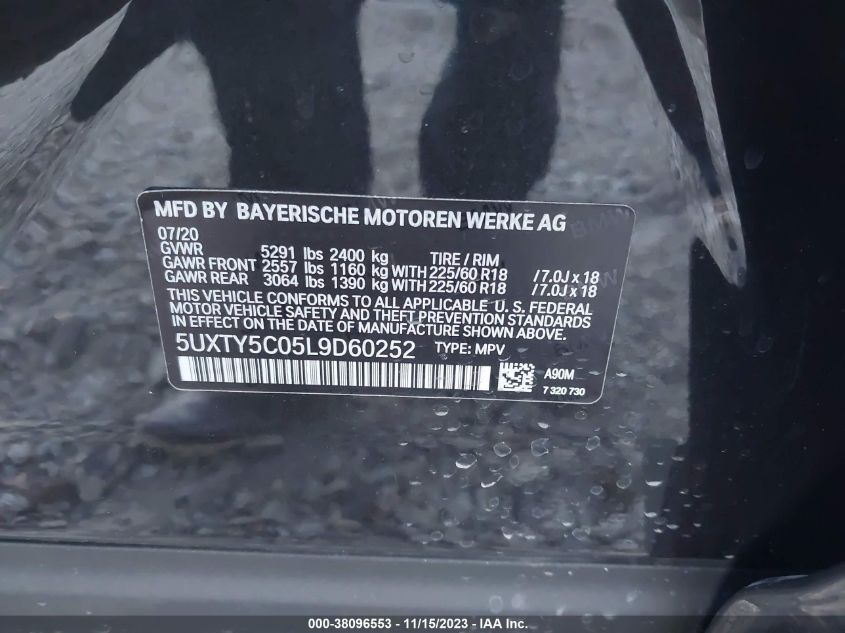 MFD BY BAYERISCHE MOTOREN WERKE AG
07/20
GVWR 5291 lbs 2400 kg TIRE / RIM
GAWR FRONT 2557 lbs 1160 kg WITH 225/60 R18 /7.0J x 18
GAWR REAR 3064 lbs 1390 kg WITH 225/60 R18 /7.0J x 18
THIS VEHICLE CONFORMS TO ALL APPLICABLE U. S. FEDERAL
MOTOR VEHICLE SAFETY AND THEFT PREVENTION STANDARDS
IN EFFECT ON THE DATE OF MANUFACTURE SHOWN ABOVE.
5UXTY5C05L9D60252 TYPE: MPV
A90M
7 320 730
000-38096553 - 11/15/2023 - IAA Inc.